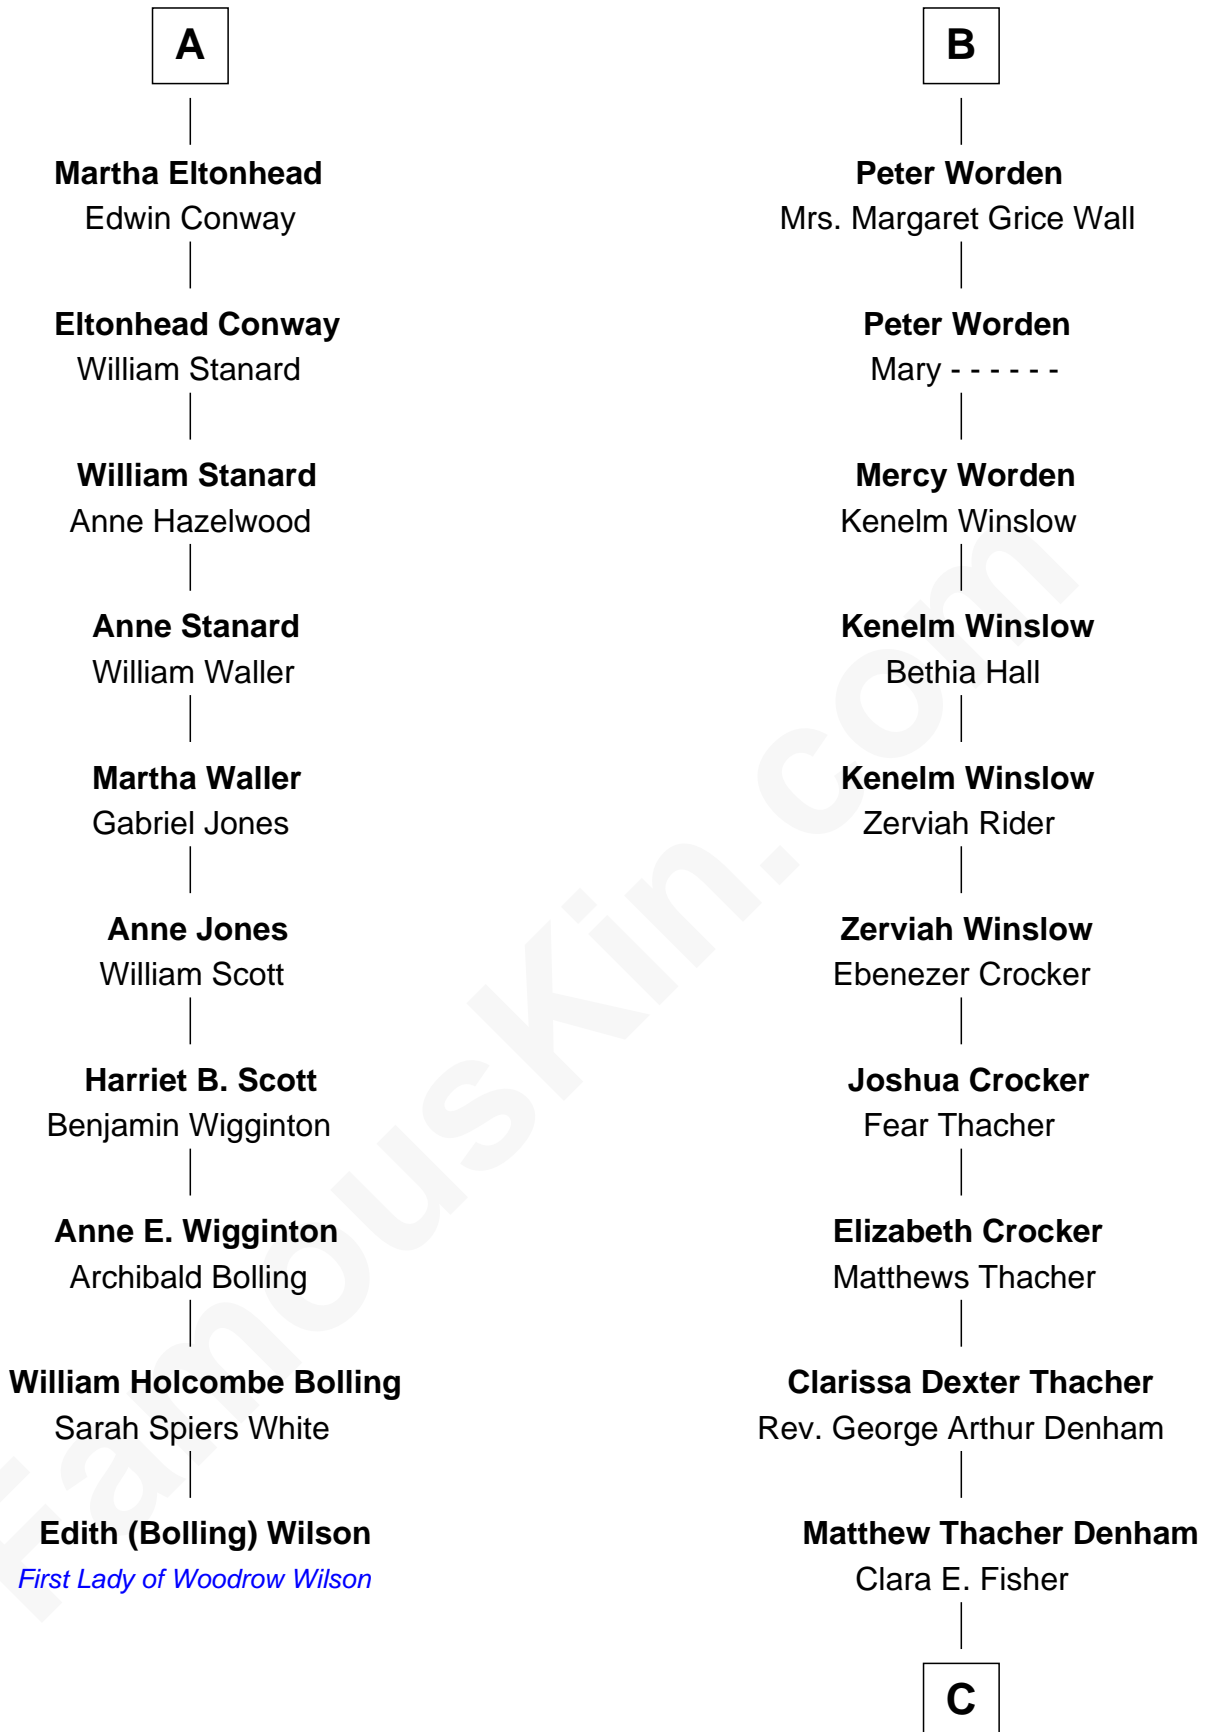 A
Martha Eltonhead
Edwin Conway
Eltonhead Conway
William Stanard
William Stanard
Anne Hazelwood
Anne Stanard
William Waller
Martha Waller
Gabriel Jones
Anne Jones
William Scott
Harriet B. Scott
Benjamin Wigginton
Anne E. Wigginton
Archibald Bolling
William Holcombe Bolling
Sarah Spiers White
Edith (Bolling) Wilson
First Lady of Woodrow Wilson
B
Peter Worden
Mrs. Margaret Grice Wall
Peter Worden
Mary - - - - - -
Mercy Worden
Kenelm Winslow
Kenelm Winslow
Bethia Hall
Kenelm Winslow
Zerviah Rider
Zerviah Winslow
Ebenezer Crocker
Joshua Crocker
Fear Thacher
Elizabeth Crocker
Matthews Thacher
Clarissa Dexter Thacher
Rev. George Arthur Denham
Matthew Thacher Denham
Clara E. Fisher
C
FamousKin.com